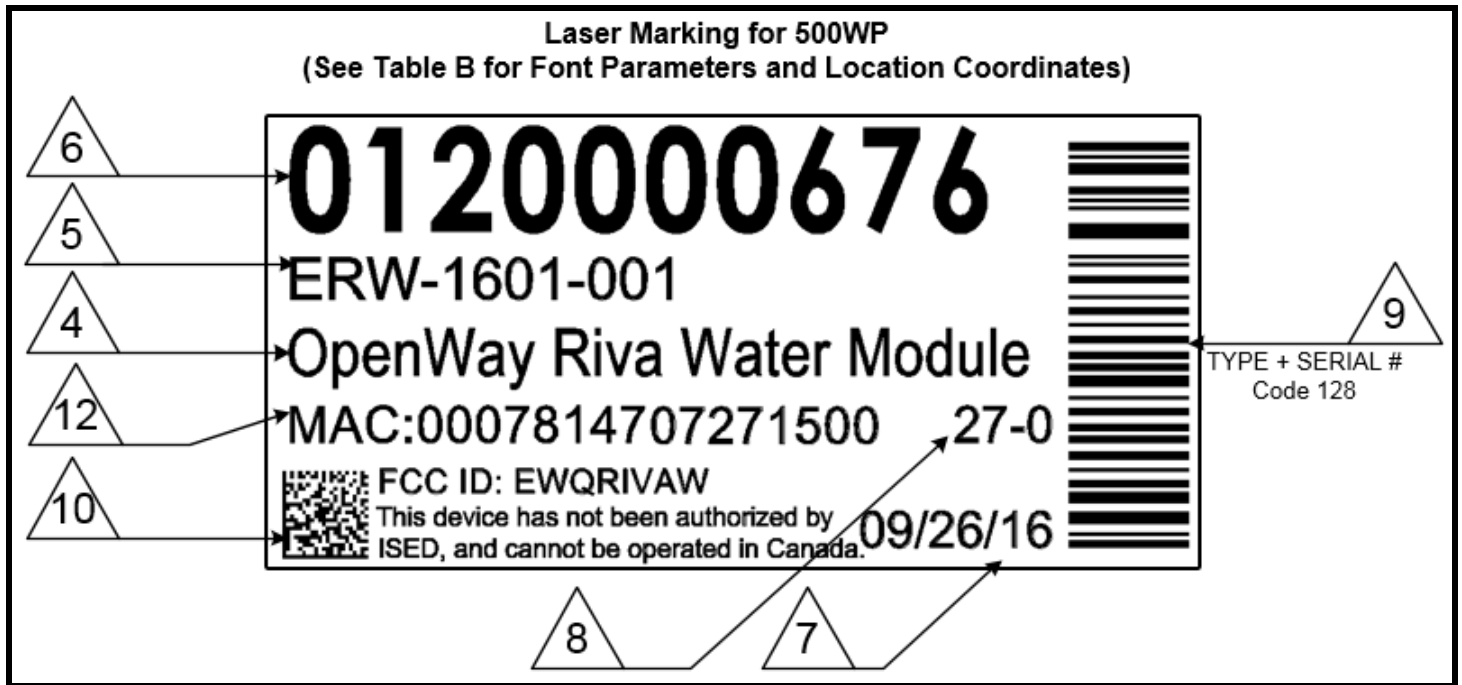 Laser Marking for 500WP
(See Table B for Font Parameters and Location Coordinates)
6
0120000676
5
ERW-1601-001
4
OpenWay Riva Water Module
9
TYPE + SERIAL #
Code 128
12
MAC:0007814707271500 27-0
10
FCC ID: EWQRIVAW
This device has not been authorized by
ISED, and cannot be operated in Canada.
09/26/16
8
7